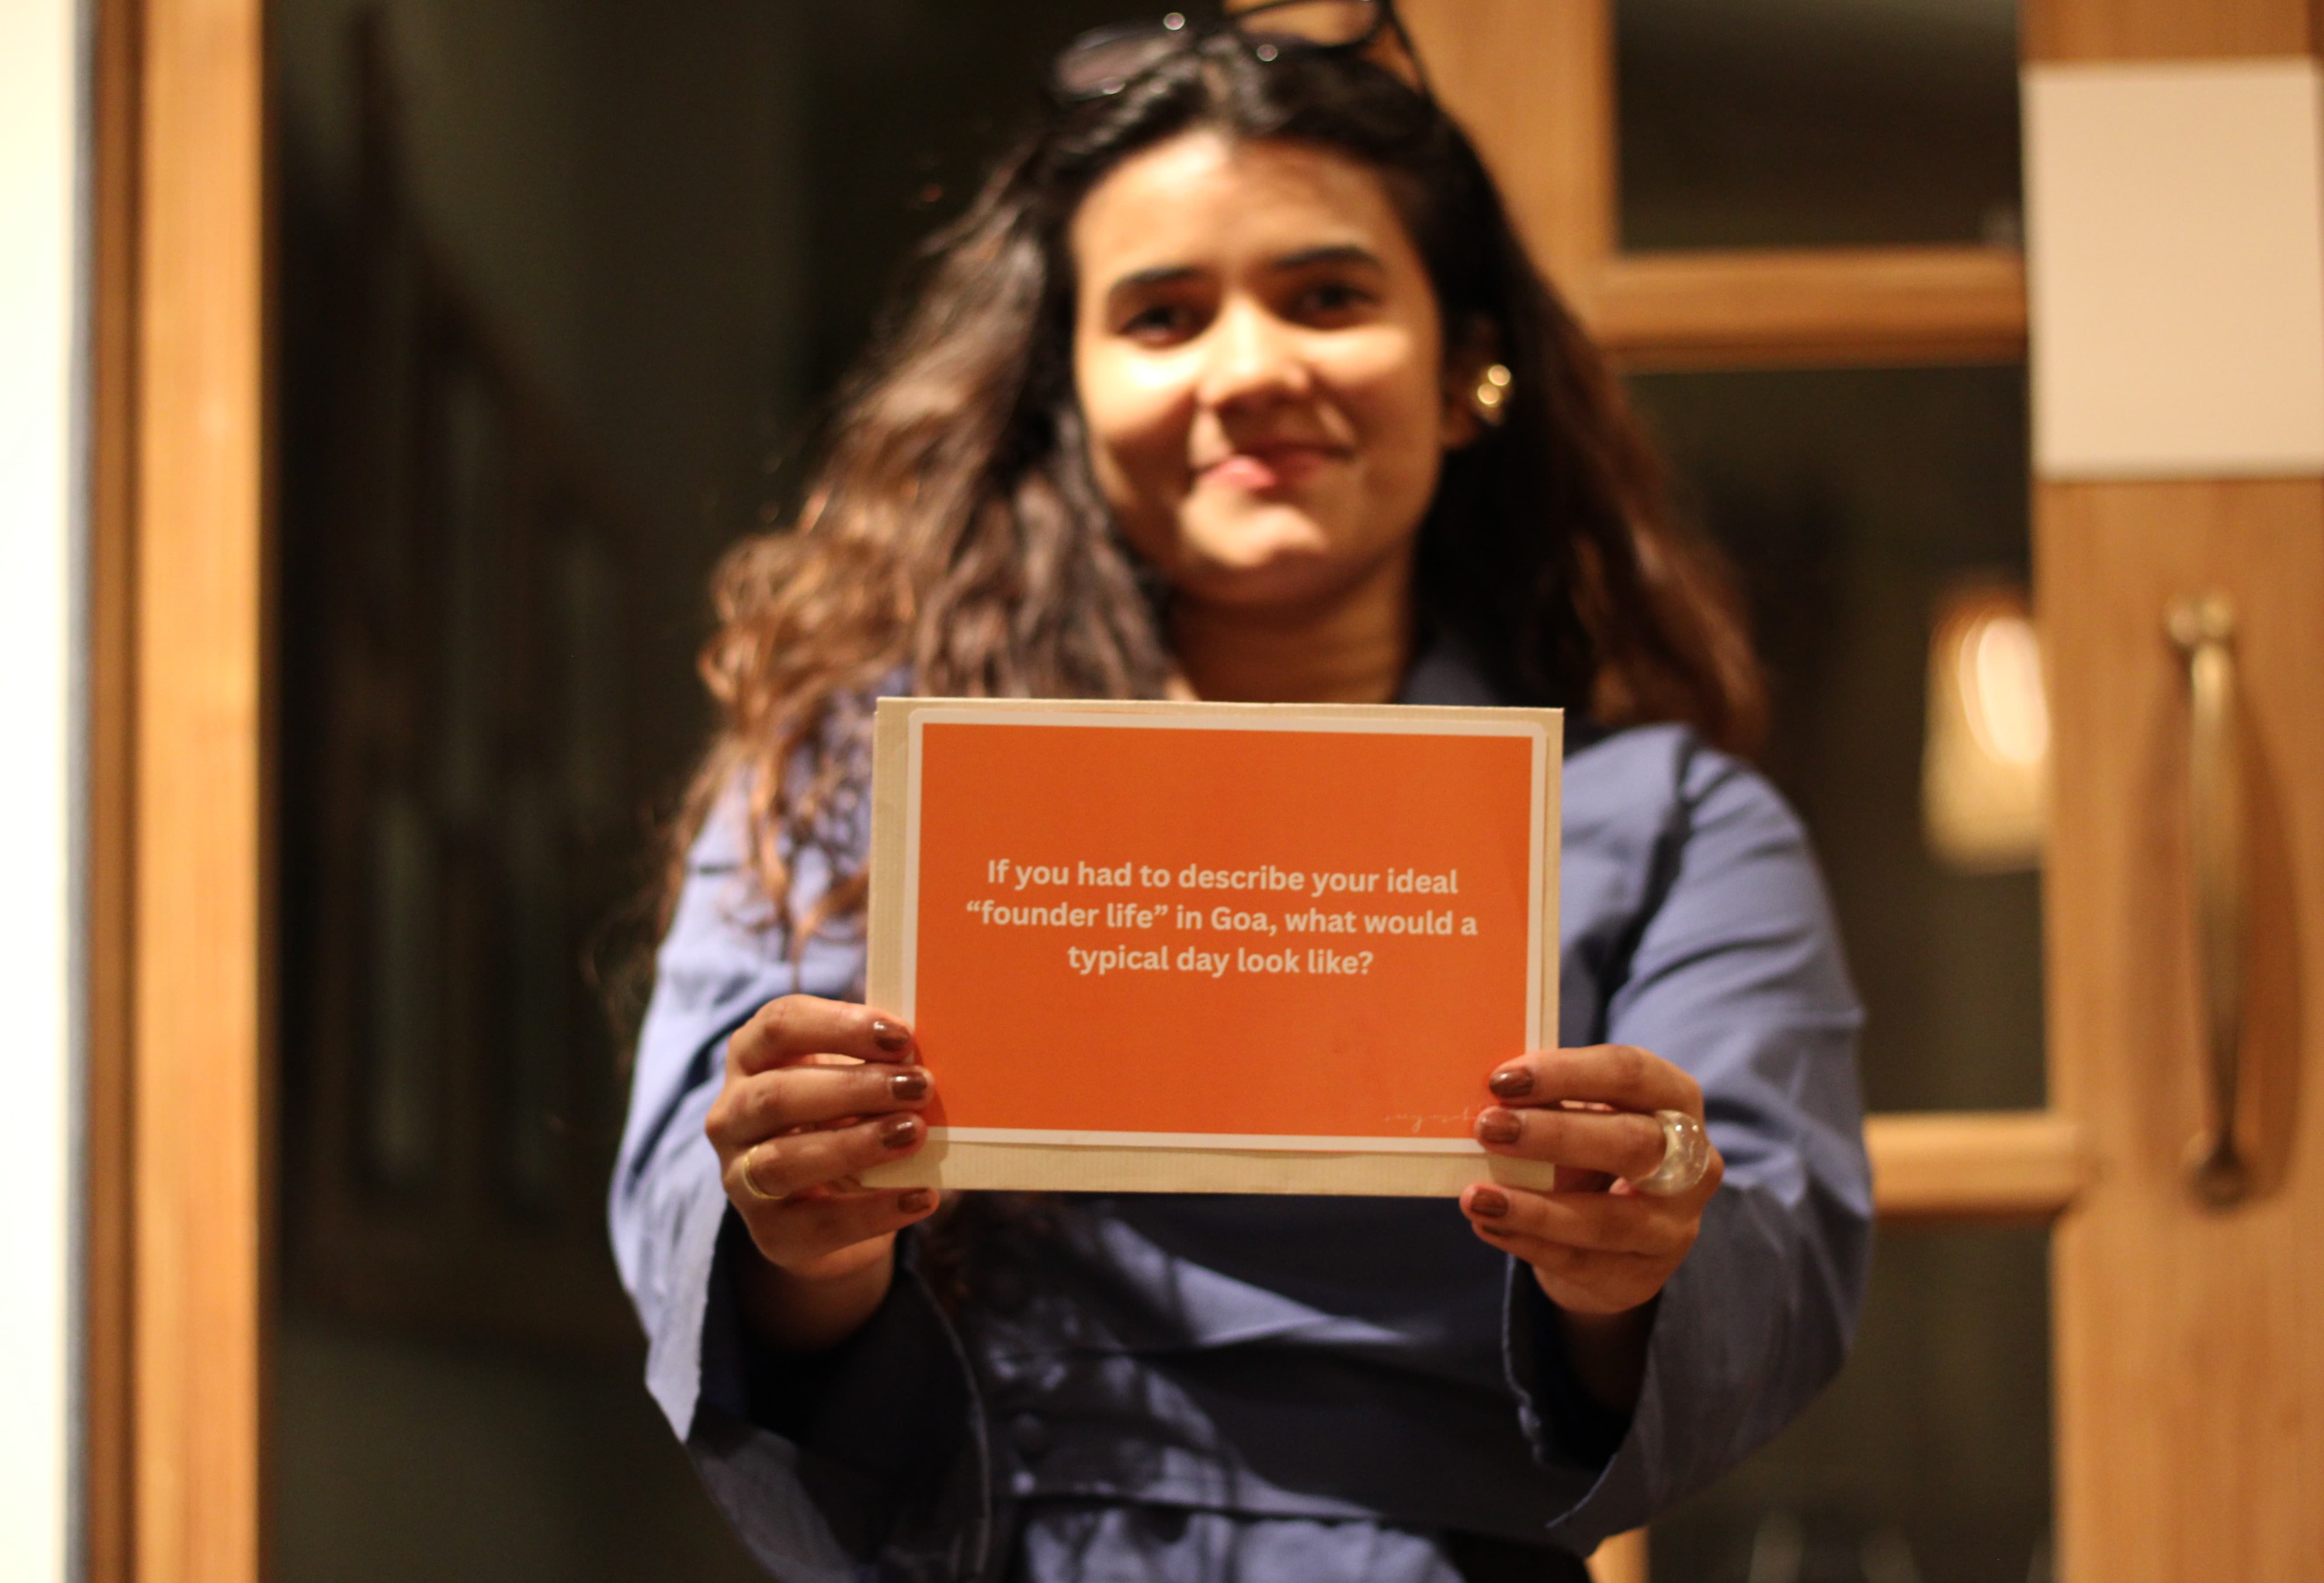 If you had to describe your ideal
“founder life” in Goa, what would a
typical day look like?